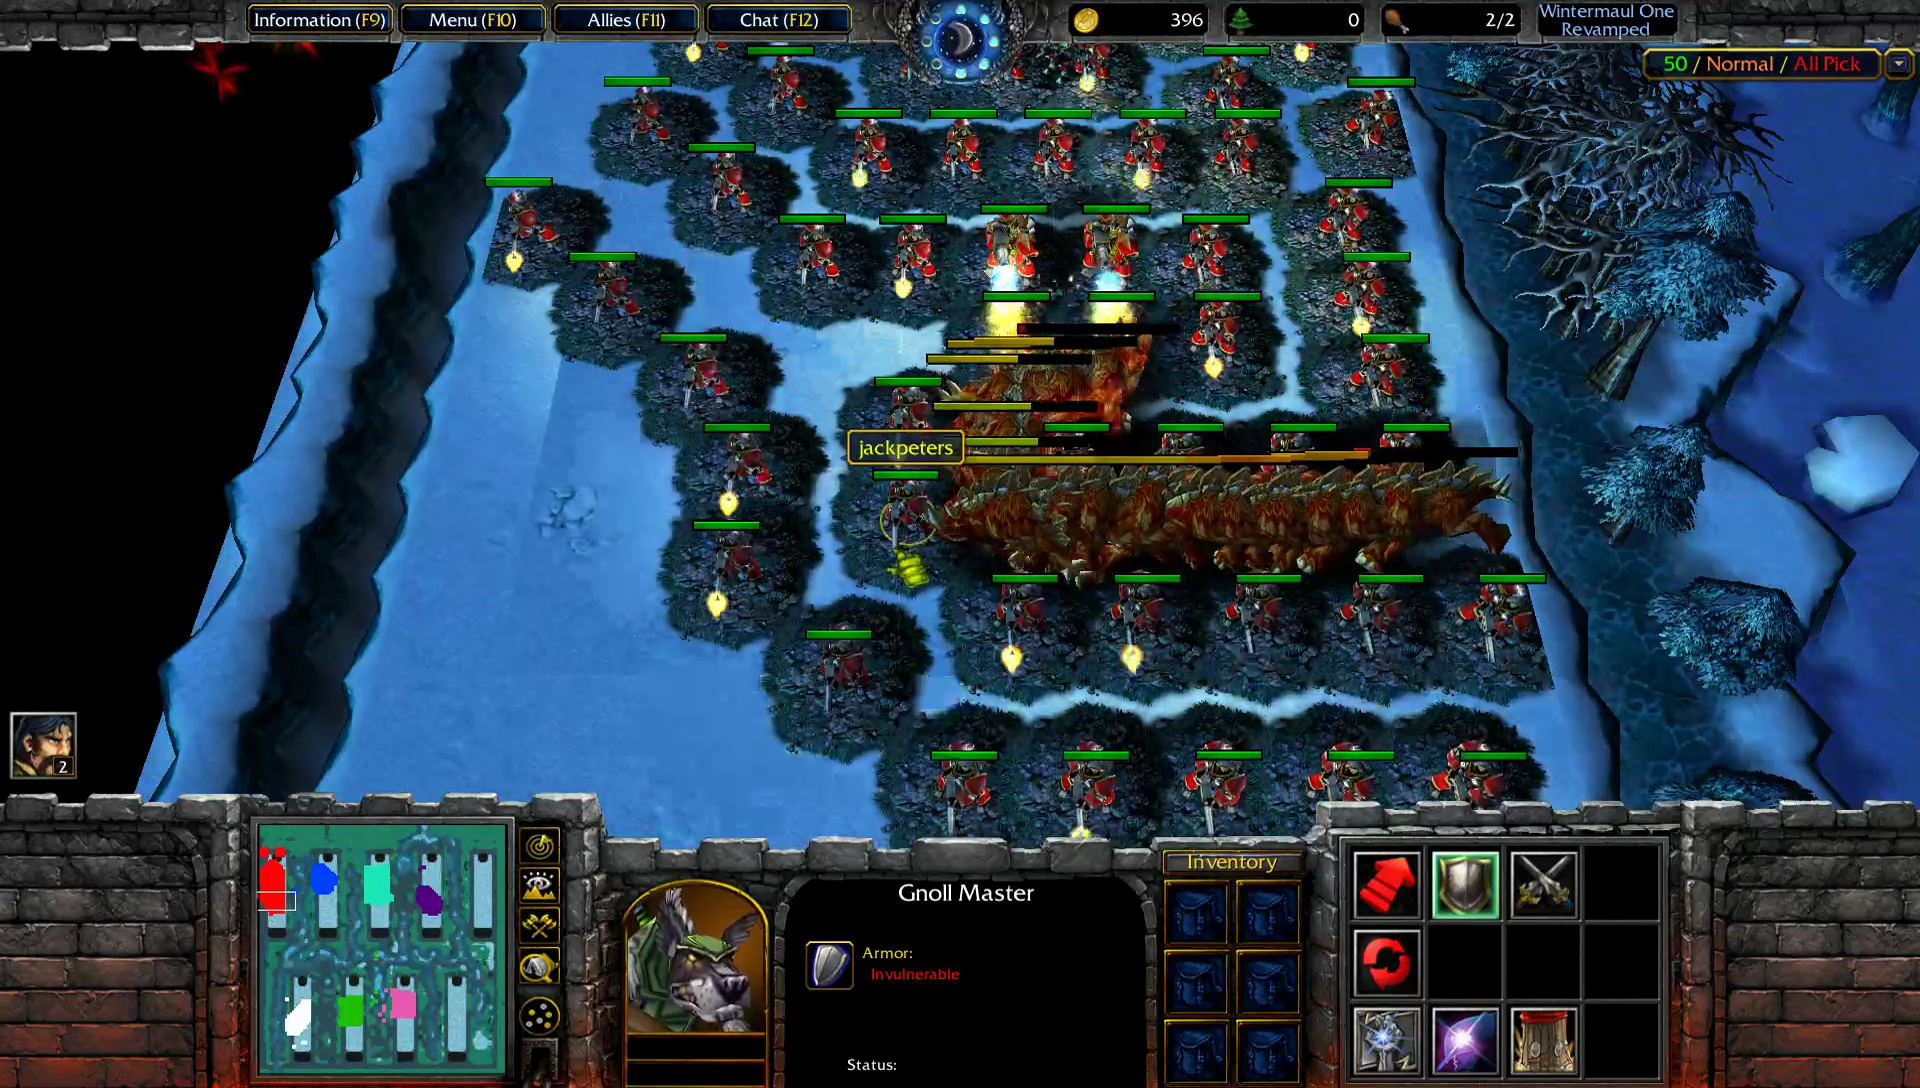 Information (F9)
Menu (F10)
Allies (F11)
Chat (F12)
396
0
2/2
Wintermaul One
Revamped
50 / Normal / All Pick
jackpeters
2
Gnoll Master
Armor:
Invulnerable
Status:
Inventory